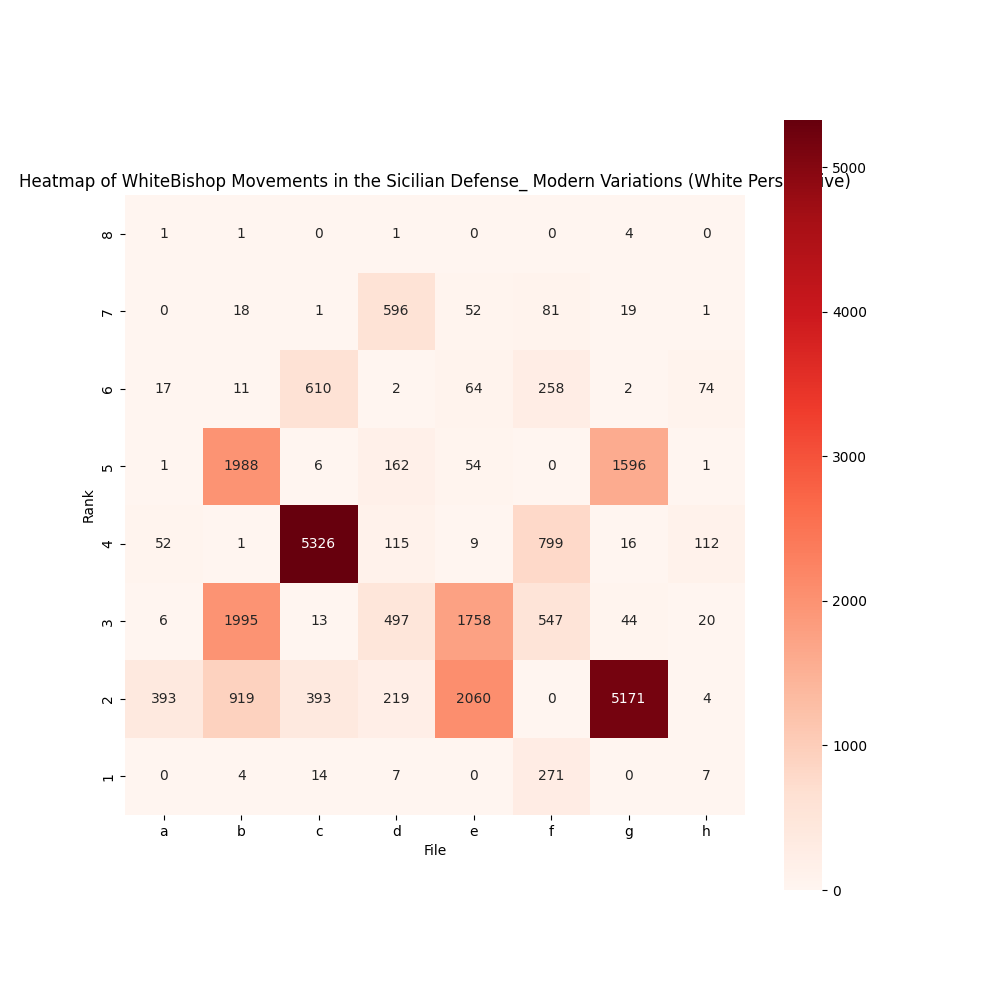 Heatmap of WhiteBishop Movements in the Sicilian Defense_ Modern Variations (White Pers ive)
8 1 1 0 1 0 0 4 0
7 0 18 1 596 52 81 19 1
6 17 11 610 2 64 258 2 74
5 1 1988 6 162 54 0 1596 1
4 52 1 5326 115 9 799 16 112
3 6 1995 13 497 1758 547 44 20
2 393 919 393 219 2060 0 5171 4
1 0 4 14 7 0 271 0 7
a b c d e f g h
File
Rank
5000
4000
3000
2000
1000
0